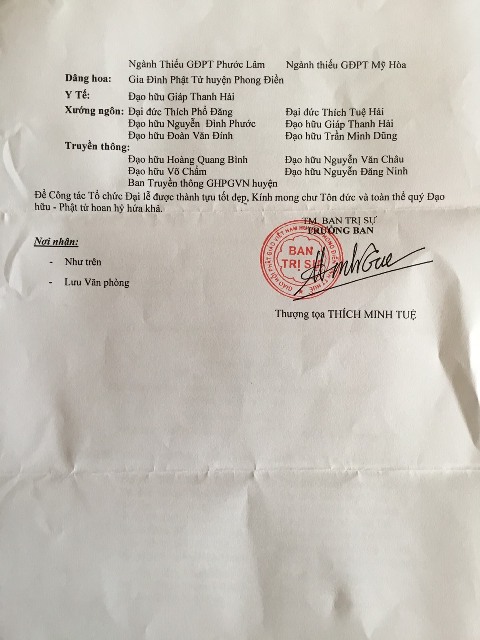 Ngành Thiếu GĐPT Phước Lâm Ngành thiếu GĐPT Mỹ Hòa
Dâng hoa: Gia Đình Phật Tử huyện Phong Điền
Y Tế: Đạo hữu Giáp Thanh Hải
Xướng ngôn: Đại đức Thích Phổ Đăng Đại đức Thích Tuệ Hải
Đạo hữu Nguyễn Đình Phước Đạo hữu Giáp Thanh Hải
Đạo hữu Đoàn Văn Đính Đạo hữu Trần Minh Dũng
Truyền thông:
Đạo hữu Hoàng Quang Bình Đạo hữu Nguyễn Văn Châu
Đạo hữu Võ Chẩm Đạo hữu Nguyễn Đăng Ninh
Ban Truyền thông GHPGVN huyện
Để Công tác Tổ chức Đại lễ được thành tựu tốt đẹp, Kính mong chư Tôn đức và toàn thể quý Đạo
hữu - Phật tử hoan hỷ hứa khả.
TM. BAN TRỊ SỰ
TRƯỞNG BAN
Nơi nhận:
- Như trên
- Lưu Văn phòng
BAN
TRỊ SỰ
Thượng tọa THÍCH MINH TUỆ